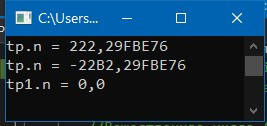 C:\Users...
tp.n = 222,29FBE76
tp.n = -22B2,29FBE76
tp1.n = 0,0